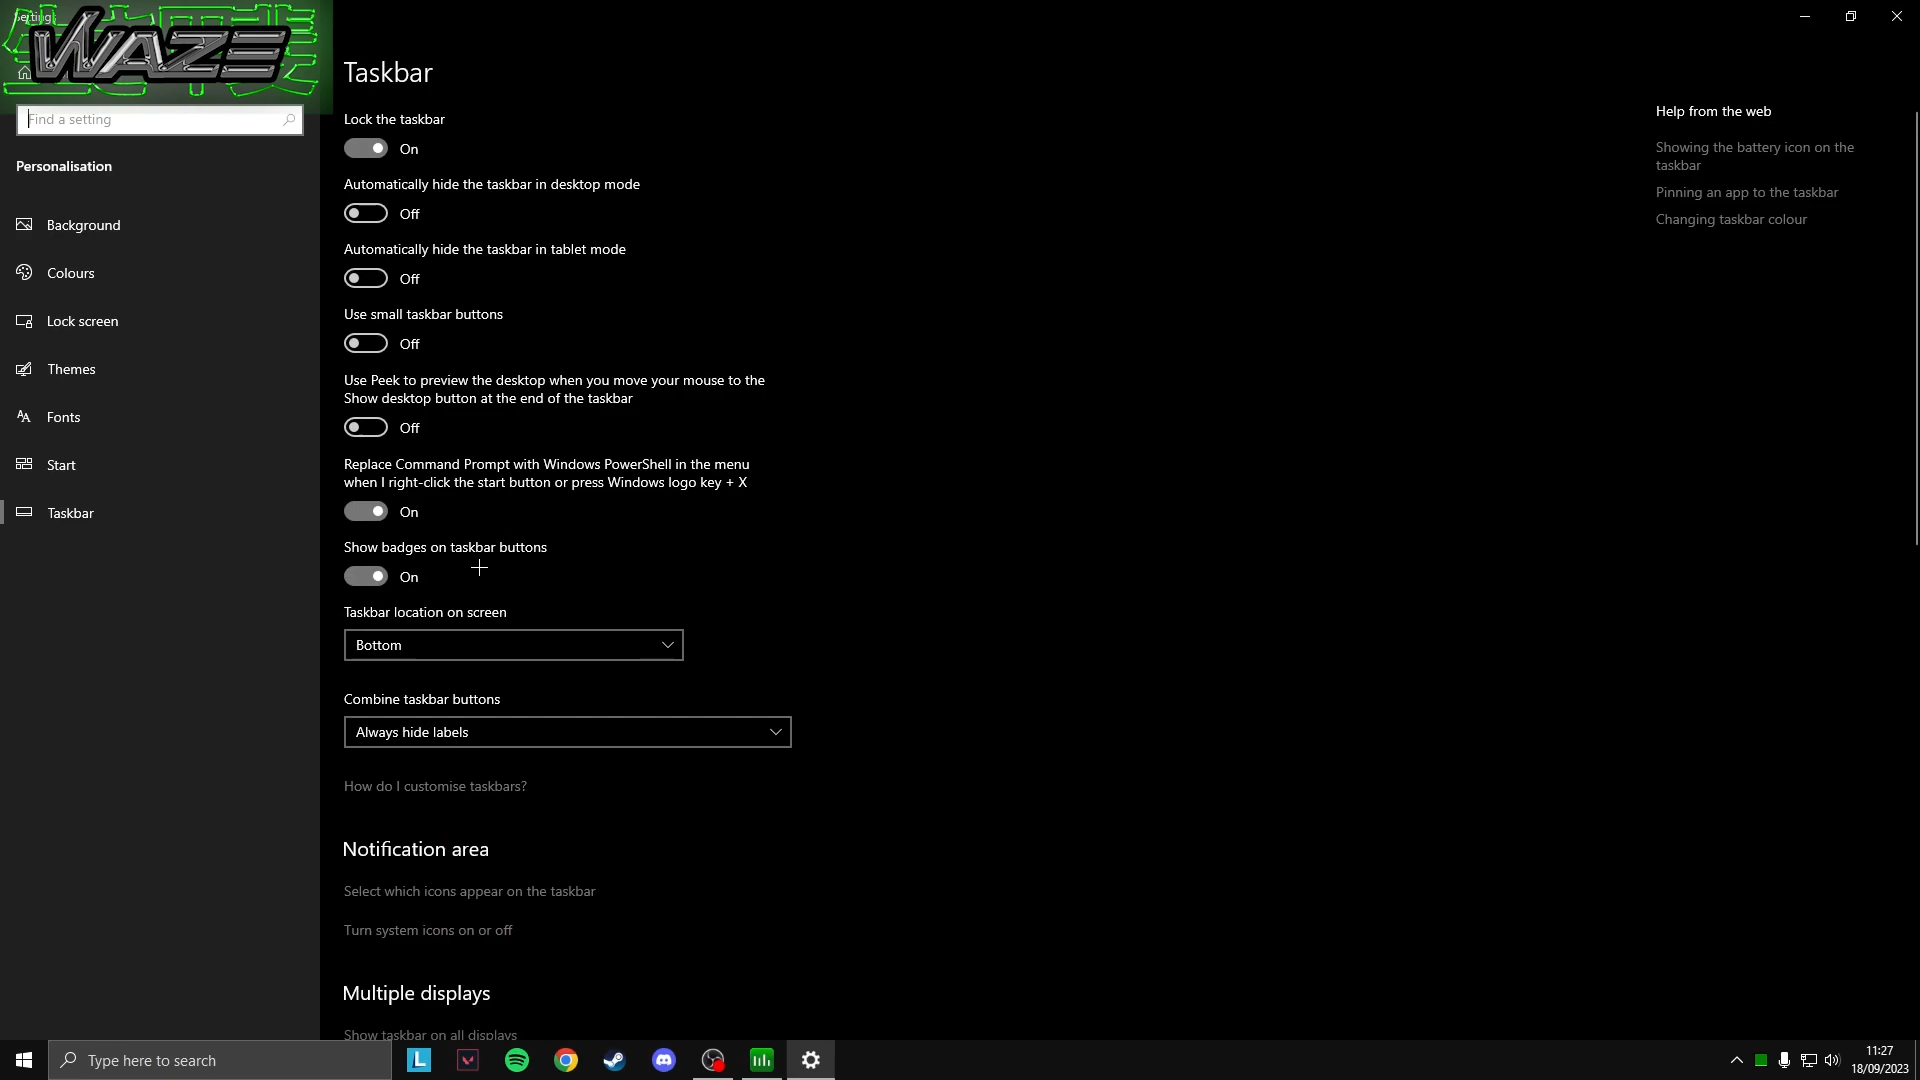 WAZE
Find a setting
Personalisation
Background
Colours
Lock screen
Themes
Fonts
Start
Taskbar
Taskbar
Lock the taskbar
On
Automatically hide the taskbar in desktop mode
Off
Automatically hide the taskbar in tablet mode
Off
Use small taskbar buttons
Off
Use Peek to preview the desktop when you move your mouse to the
Show desktop button at the end of the taskbar
Off
Replace Command Prompt with Windows PowerShell in the menu
when I right-click the start button or press Windows logo key + X
On
Show badges on taskbar buttons
On
Taskbar location on screen
Bottom
Combine taskbar buttons
Always hide labels
How do I customise taskbars?
Notification area
Select which icons appear on the taskbar
Turn system icons on or off
Multiple displays
Show taskbar on all displays
Help from the web
Showing the battery icon on the
taskbar
Pinning an app to the taskbar
Changing taskbar colour
Type here to search
L
11:27
18/09/2023